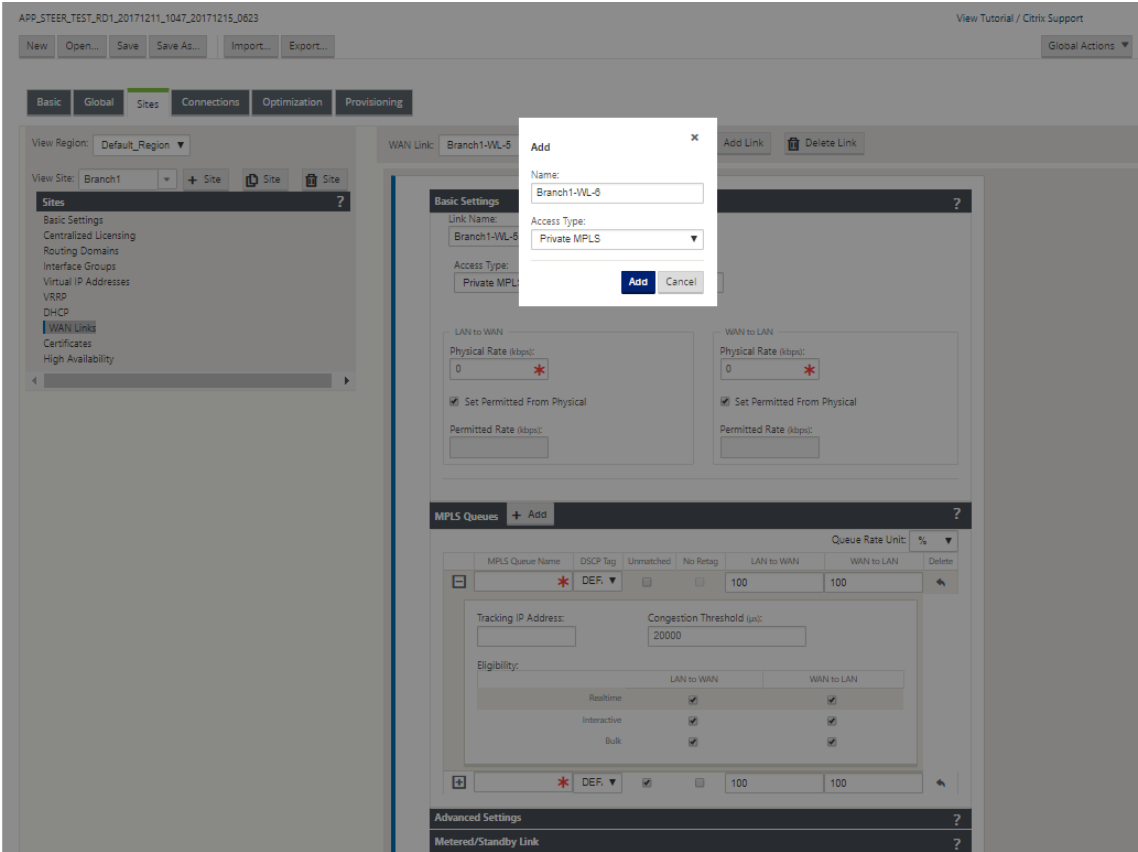 APP_STEER_TEST_RD1_20171211_1047_20171215_0623 View Tutorial / Citrix Support
New Open... Save Save As... Import... Export... Global Actions
Basic Global Sites Connections Optimization Provisioning
View Region: Default_Region WAN Link: Branch1-WL-5 Add Link Delete Link
View Site: Branch1 + Site Site Site
Sites ?
Basic Settings
Centralized Licensing
Routing Domains
Interface Groups
Virtual IP Addresses
VRRP
DHCP
WAN Links
Certificates
High Availability
Add ×
Name:
Branch1-WL-6
Access Type:
Private MPLS
Add Cancel
Basic Settings ?
Link Name:
Branch1-WL-5
Access Type:
Private MPL
LAN to WAN WAN to LAN
Physical Rate (kbps): Physical Rate (kbps):
0 * 0 *
Set Permitted From Physical Set Permitted From Physical
Permitted Rate (kbps): Permitted Rate (kbps):
MPLS Queues + Add ?
Queue Rate Unit: %
MPLS Queue Name DSCP Tag Unmatched No Retag LAN to WAN WAN to LAN Delete
* DEF. 100 100
Tracking IP Address: Congestion Threshold (µs):
20000
Eligibility:
LAN to WAN WAN to LAN
Realtime
Interactive
Bulk
* DEF. 100 100
Advanced Settings ?
Metered/Standby Link ?